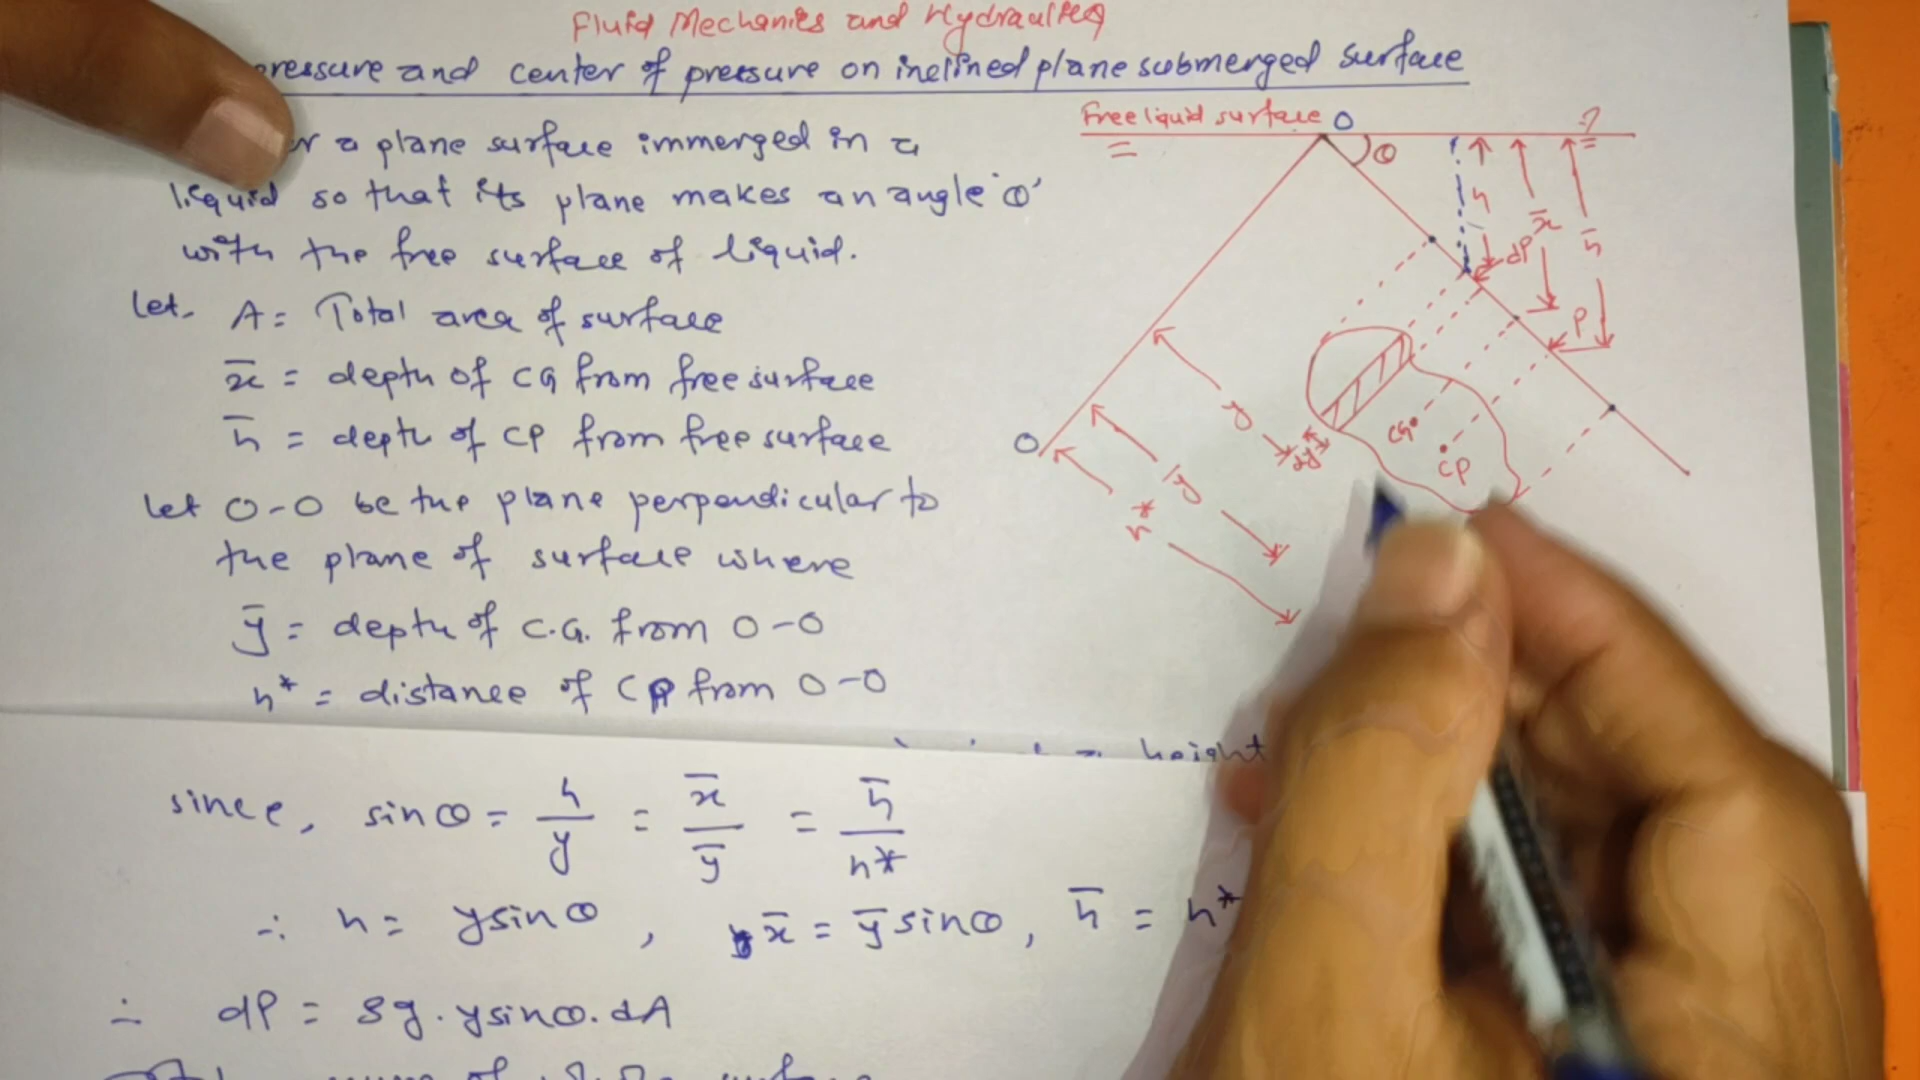 Fluid Mechanics and Hydraulics
pressure and center of pressure on inclined plane submerged surface
r a plane surface immerged in a
liquid so that its plane makes an angle 'θ'
with the free surface of liquid.
Let, A = Total area of surface
x̄ = depth of CG from free surface
h̄ = depth of CP from free surface
Let O-O be the plane perpendicular to
the plane of surface where
ȳ = depth of C.G. from O-O
h* = distance of CP from O-O
height
since, sinθ = h/y = x̄/ȳ = h̄/h*
∴ h = ysinθ, x̄ = ȳsinθ, h̄ = h*
∴ dP = ρg.ysinθ.dA
Free liquid surface O
θ
h
x̄
h̄
dP
P
O
y
dy
ȳ
h*
CG
CP